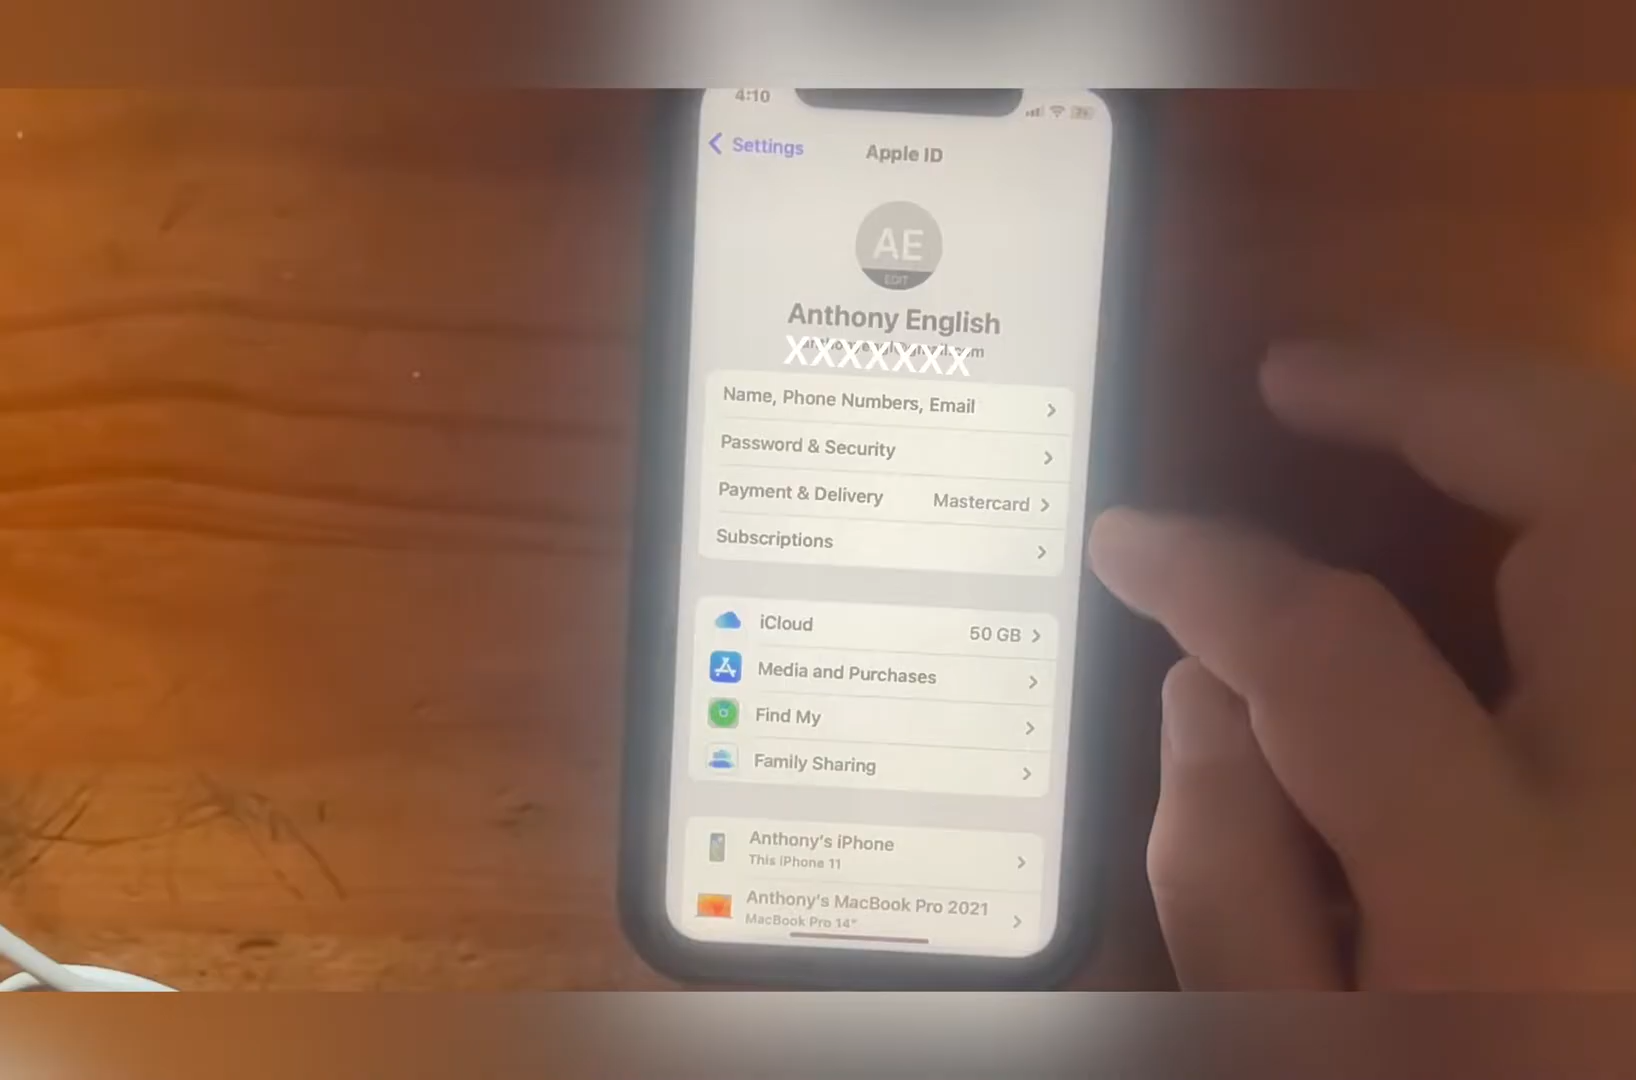 4:10
Settings
Apple ID
AE
EDIT
Anthony English
XXXXXXX
Name, Phone Numbers, Email
Password & Security
Payment & Delivery Mastercard
Subscriptions
iCloud 50 GB
Media and Purchases
Find My
Family Sharing
Anthony's iPhone
This iPhone 11
Anthony's MacBook Pro 2021
MacBook Pro 14"